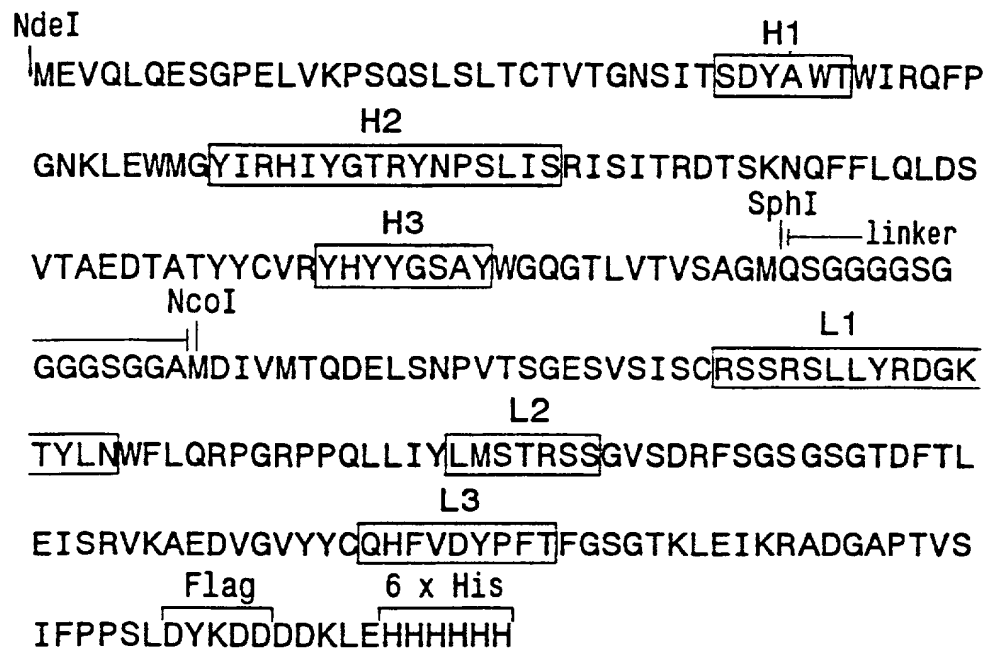 NdeI
H1
MEVQLQESGPELVKPSQSLSLTCTVTGNSITSDYAWTWIRQFP
H2
GNKLEWMGYIRHIYGTRYNPSLISRISITRDTSKNQFFLQLDS
H3 SphI linker
VTAEDTATYYCVRYHYYGSAYWGQGTLVTVSAGMQSGGGGSG
NcoI L1
GGGSGGAMDIVMTQDELSNPVTSGESVSISCRSSRSLLYRDGK
L2
TYLNWFLQRPGRPPQLLIYLMSTRSSGVSDRFSGSGSGTDFTL
L3
EISRVKAEDVGVYYCQHFVDYPFTFGSGTKLEIKRADGAPTVS
Flag 6 x His
IFPPSLDYKDDDDKLEHHHHHH